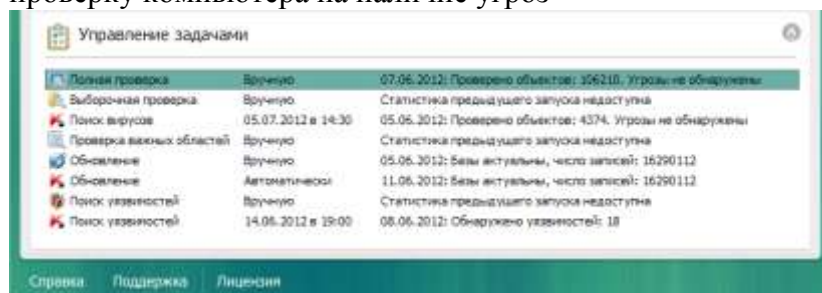 проверку компьютера на наличие угроз
Управление задачами
Полная проверка Вручную 07.06.2012: Проверено объектов: 106210. Угрозы не обнаружены
Выборочная проверка Вручную Статистика предыдущего запуска недоступна
Поиск вирусов 05.07.2012 в 14:30 05.06.2012: Проверено объектов: 4374. Угрозы не обнаружены
Проверка важных областей Вручную Статистика предыдущего запуска недоступна
Обновление Вручную 05.06.2012: Базы актуальны, число записей: 16290112
Обновление Автоматически 11.06.2012: Базы актуальны, число записей: 16290112
Поиск уязвимостей Вручную Статистика предыдущего запуска недоступна
Поиск уязвимостей 14.06.2012 в 19:00 08.06.2012: Обнаружено уязвимостей: 18
Справка Поддержка Лицензия